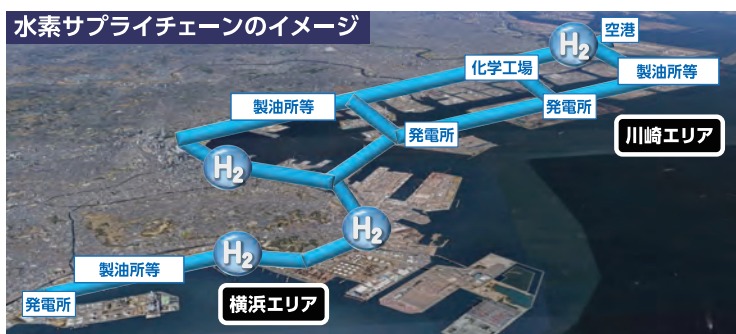 水素サプライチェーンのイメージ
H2
空港
化学工場
製油所等
製油所等
発電所
発電所
川崎エリア
H2
H2
H2
製油所等
横浜エリア
発電所